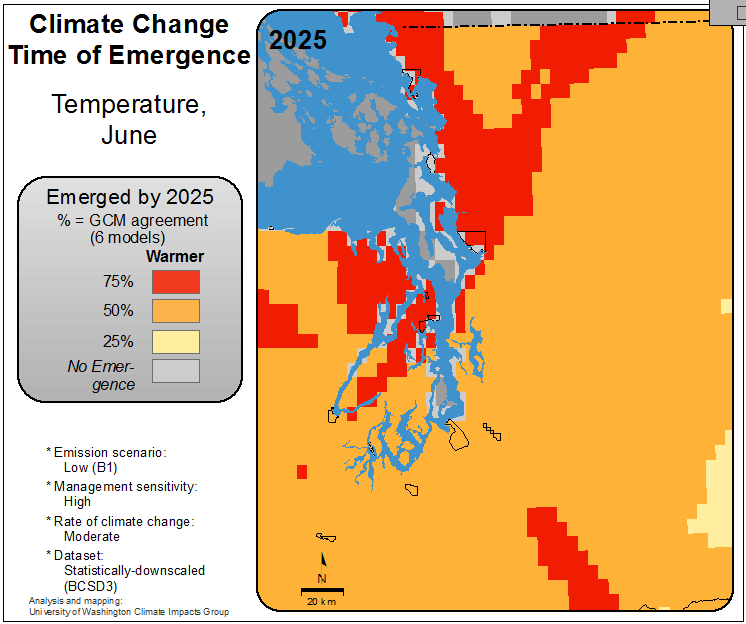 Climate Change
Time of Emergence
Temperature,
June
Emerged by 2025
% = GCM agreement
(6 models)
Warmer
75%
50%
25%
No Emer-
gence
* Emission scenario:
Low (B1)
* Management sensitivity:
High
* Rate of climate change:
Moderate
* Dataset:
Statistically-downscaled
(BCSD3)
Analysis and mapping:
University of Washington Climate Impacts Group
2025
N
20 km